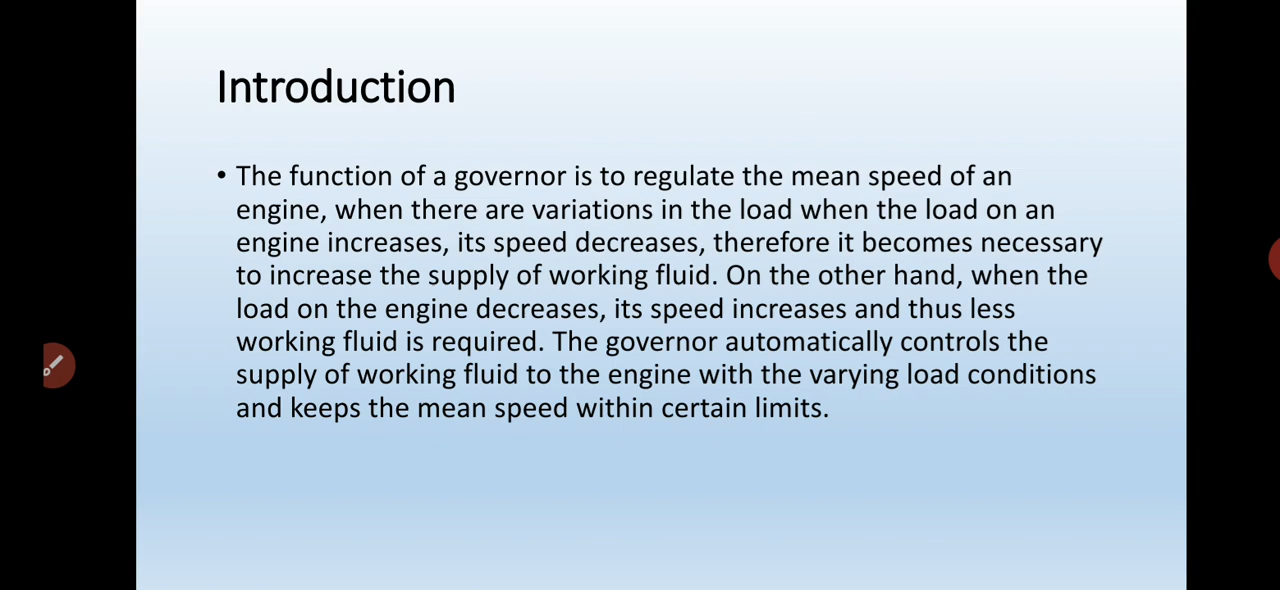 Introduction
• The function of a governor is to regulate the mean speed of an
engine, when there are variations in the load when the load on an
engine increases, its speed decreases, therefore it becomes necessary
to increase the supply of working fluid. On the other hand, when the
load on the engine decreases, its speed increases and thus less
working fluid is required. The governor automatically controls the
supply of working fluid to the engine with the varying load conditions
and keeps the mean speed within certain limits.